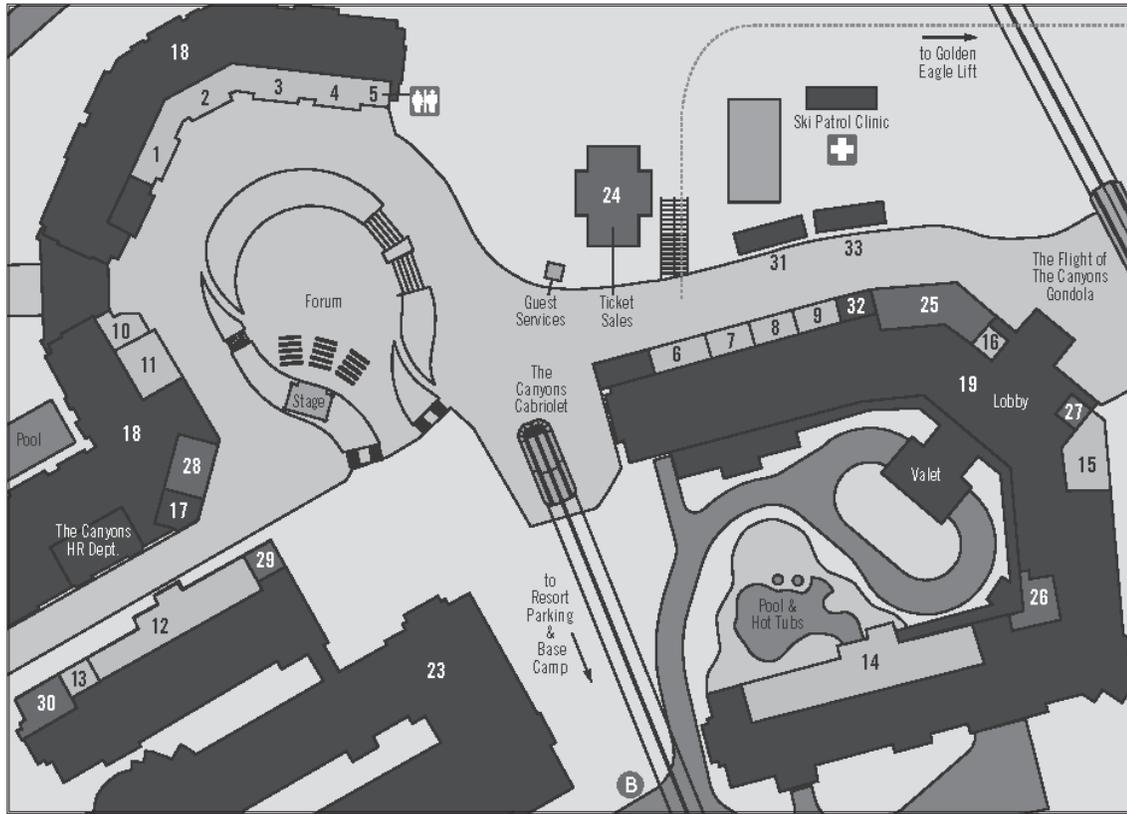 18
to Golden
Eagle Lift
2
3
4
5
1
Ski Patrol Clinic
24
31
33
The Flight of
The Canyons
Gondola
Forum
Guest
Services
Ticket
Sales
10
11
6
7
8
9
32
25
16
The
Canyons
Cabriolet
19
Lobby
27
Stage
Pool
18
28
17
Valet
15
The Canyons
HR Dept.
29
12
13
30
to
Resort
Parking
&
Base
Camp
Pool &
Hot Tubs
26
14
23
B